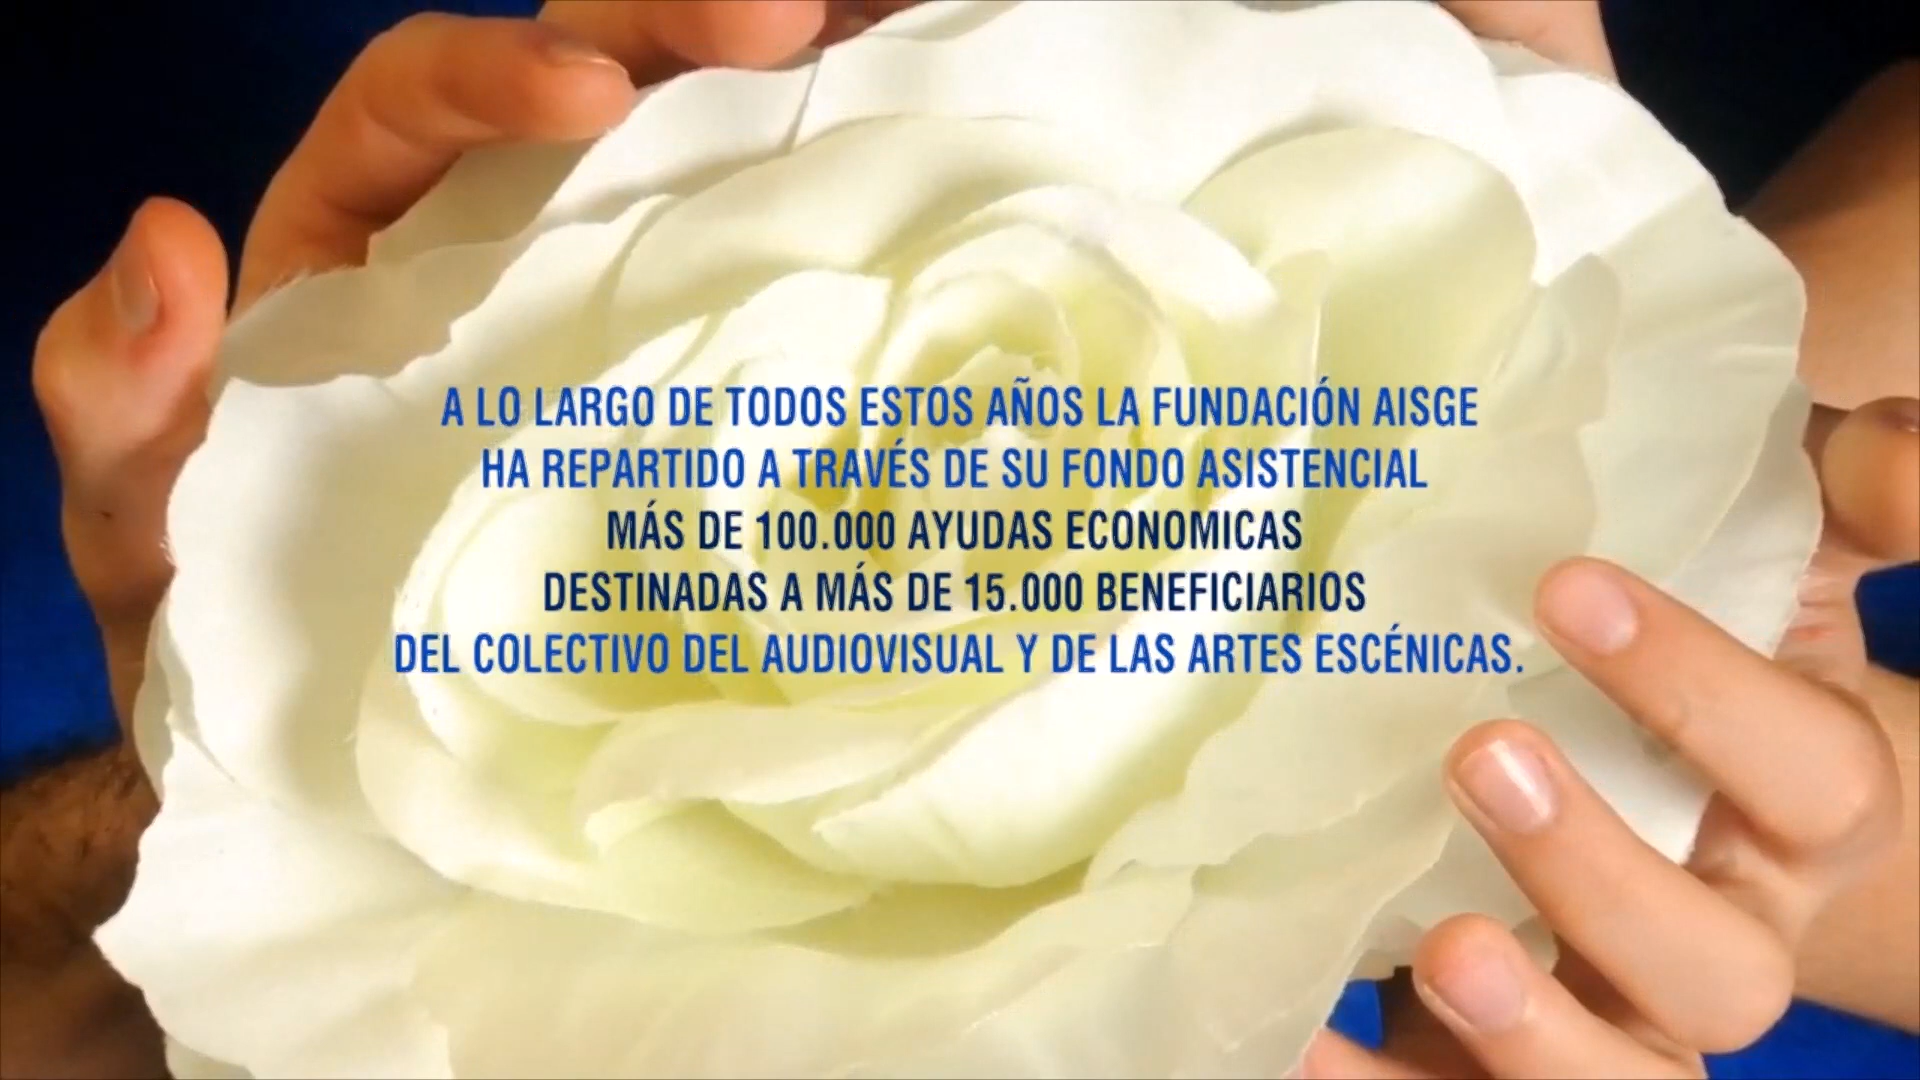 A LO LARGO DE TODOS ESTOS AÑOS LA FUNDACIÓN AISGE
HA REPARTIDO A TRAVÉS DE SU FONDO ASISTENCIAL
MÁS DE 100.000 AYUDAS ECONOMICAS
DESTINADAS A MÁS DE 15.000 BENEFICIARIOS
DEL COLECTIVO DEL AUDIOVISUAL Y DE LAS ARTES ESCÉNICAS.